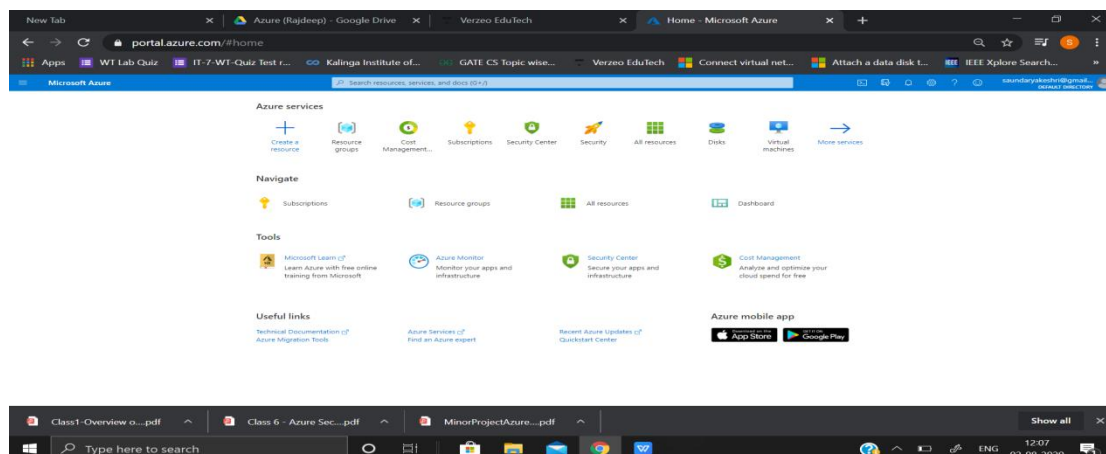 New Tab
Azure (Rajdeep) - Google Drive
Verzeo EduTech
Home - Microsoft Azure
portal.azure.com/#home
S
Apps
WT Lab Quiz
IT-7-WT-Quiz Test r...
Kalinga Institute of...
GATE CS Topic wise...
Verzeo EduTech
Connect virtual net...
Attach a data disk t...
IEEE Xplore Search...
»
Microsoft Azure
Search resources, services, and docs (G+/)
saundaryakeshri@gmail...
DEFAULT DIRECTORY
Azure services
Create a resource
Resource groups
Cost Management...
Subscriptions
Security Center
Security
All resources
Disks
Virtual machines
More services
Navigate
Subscriptions
Resource groups
All resources
Dashboard
Tools
Microsoft Learn
Learn Azure with free online
training from Microsoft
Azure Monitor
Monitor your apps and
infrastructure
Security Center
Secure your apps and
infrastructure
Cost Management
Analyze and optimize your
cloud spend for free
Useful links
Technical Documentation
Azure Services
Recent Azure Updates
Azure Migration Tools
Find an Azure expert
Quickstart Center
Azure mobile app
Download on the
App Store
GET IT ON
Google Play
Class1-Overview o....pdf
Class 6 - Azure Sec....pdf
MinorProjectAzure....pdf
Show all
Type here to search
ENG
12:07